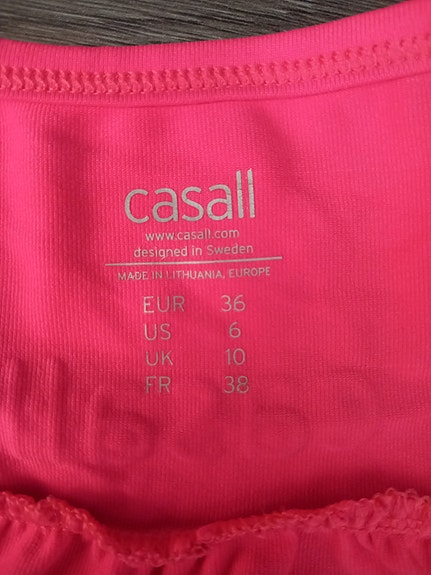 casall
www.casall.com
designed in Sweden
MADE IN LITHUANIA, EUROPE
EUR 36
US 6
UK 10
FR 38